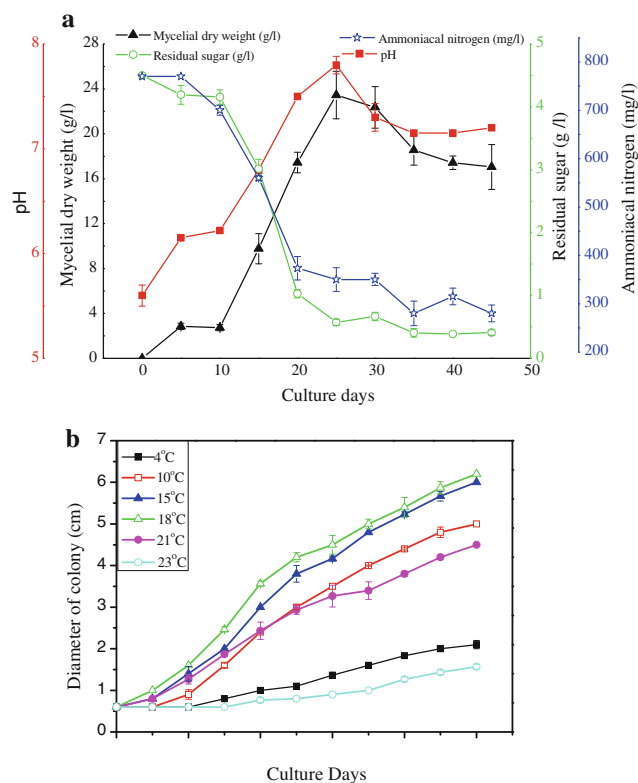 a
Mycelial dry weight (g/l)
Residual sugar (g/l)
Ammoniacal nitrogen (mg/l)
pH
8
7
6
5
pH
28
24
20
16
12
8
4
0
Mycelial dry weight (g/l)
5
4
3
2
1
0
Residual sugar (g /l)
800
700
600
500
400
300
200
Ammoniacal nitrogen (mg/l)
0 10 20 30 40 50
Culture days
b
4°C
10°C
15°C
18°C
21°C
23°C
7
6
5
4
3
2
1
0
Diameter of colony (cm)
Culture Days